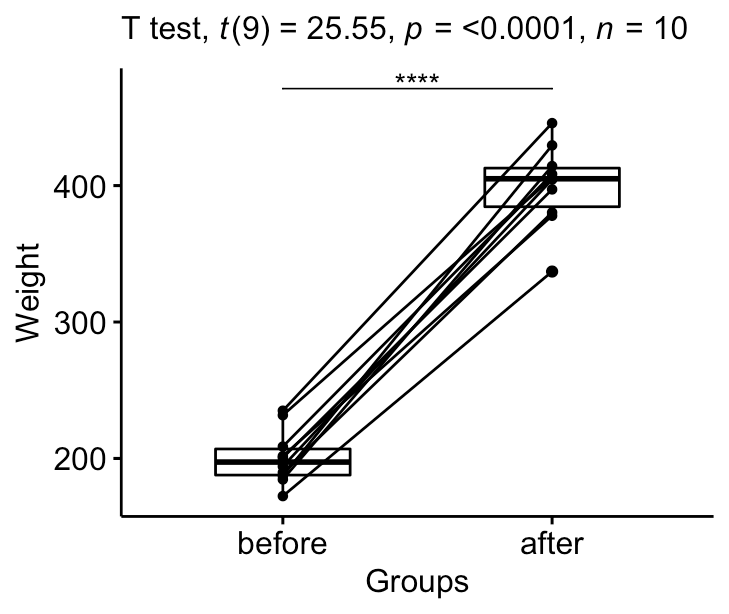 T test, t(9) = 25.55, p = <0.0001, n = 10
****
400
300
200
Weight
before after
Groups